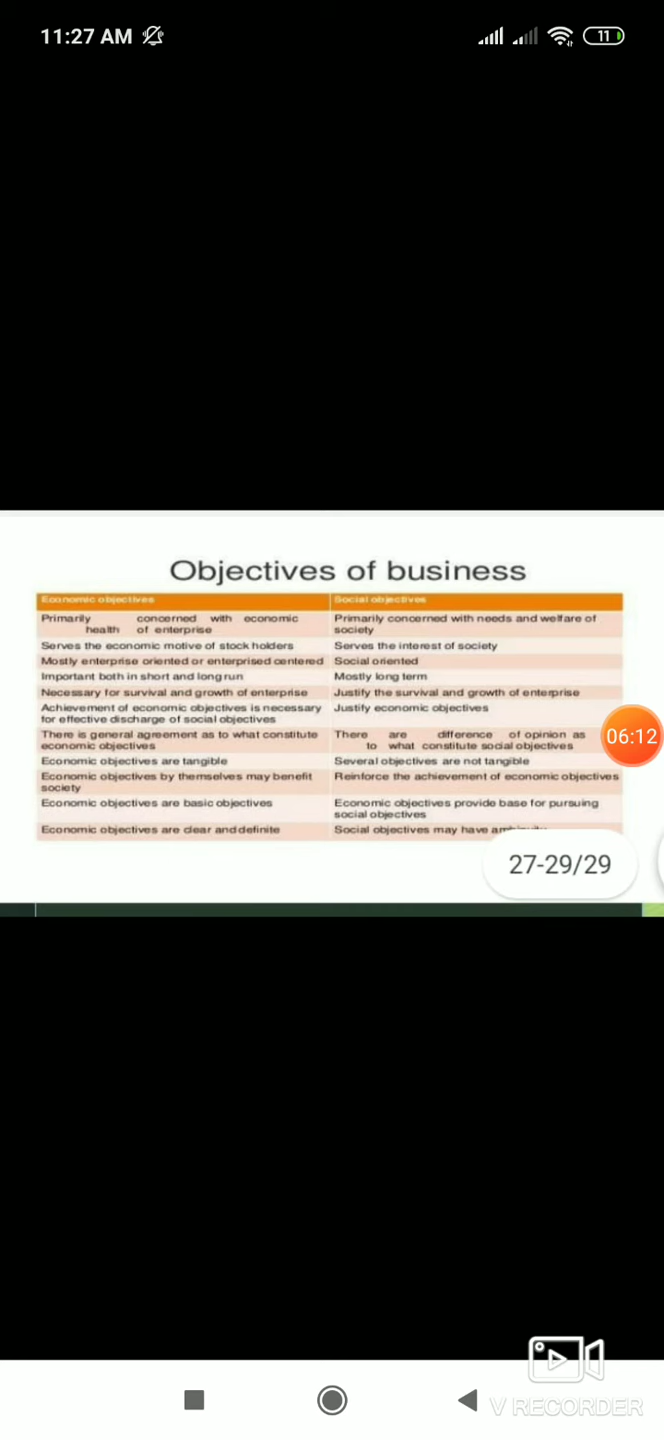 11:27 AM
11
Objectives of business
Economic objectives
Social objectives
Primarily concerned with economic
health of enterprise
Primarily concerned with needs and welfare of
society
Serves the economic motive of stock holders
Serves the interest of society
Mostly enterprise oriented or enterprised centered
Social oriented
Important both in short and long run
Mostly long term
Necessary for survival and growth of enterprise
Justify the survival and growth of enterprise
Achievement of economic objectives is necessary
for effective discharge of social objectives
Justify economic objectives
There is general agreement as to what constitute
economic objectives
There are difference of opinion as
to what constitute social objectives
06:12
Economic objectives are tangible
Several objectives are not tangible
Economic objectives by themselves may benefit
society
Reinforce the achievement of economic objectives
Economic objectives are basic objectives
Economic objectives provide base for pursuing
social objectives
Economic objectives are clear and definite
Social objectives may have
27-29/29
V RECORDER